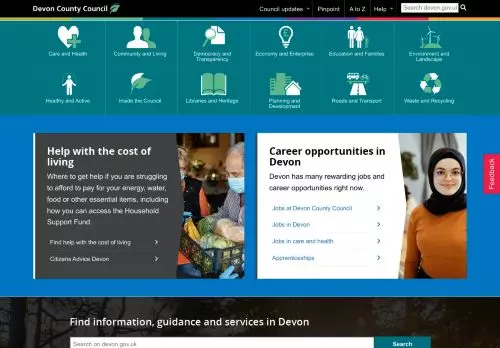 Devon County Council
Council updates
Pinpoint
A to Z
Help
Search devon.gov.uk
Care and Health
Community and Living
Democracy and
Transparency
Economy and Enterprise
Education and Families
Environment and
Landscape
Healthy and Active
Inside the Council
Libraries and Heritage
Planning and
Development
Roads and Transport
Waste and Recycling
Help with the cost of
living
Where to get help if you are struggling
to afford to pay for your energy, water,
food or other essential items, including
how you can access the Household
Support Fund.
Find help with the cost of living
Citizens Advice Devon
Career opportunities in
Devon
Devon has many rewarding jobs and
career opportunities right now.
Jobs at Devon County Council
Jobs in Devon
Jobs in care and health
Apprenticeships
Feedback
Find information, guidance and services in Devon
Search on devon.gov.uk
Search